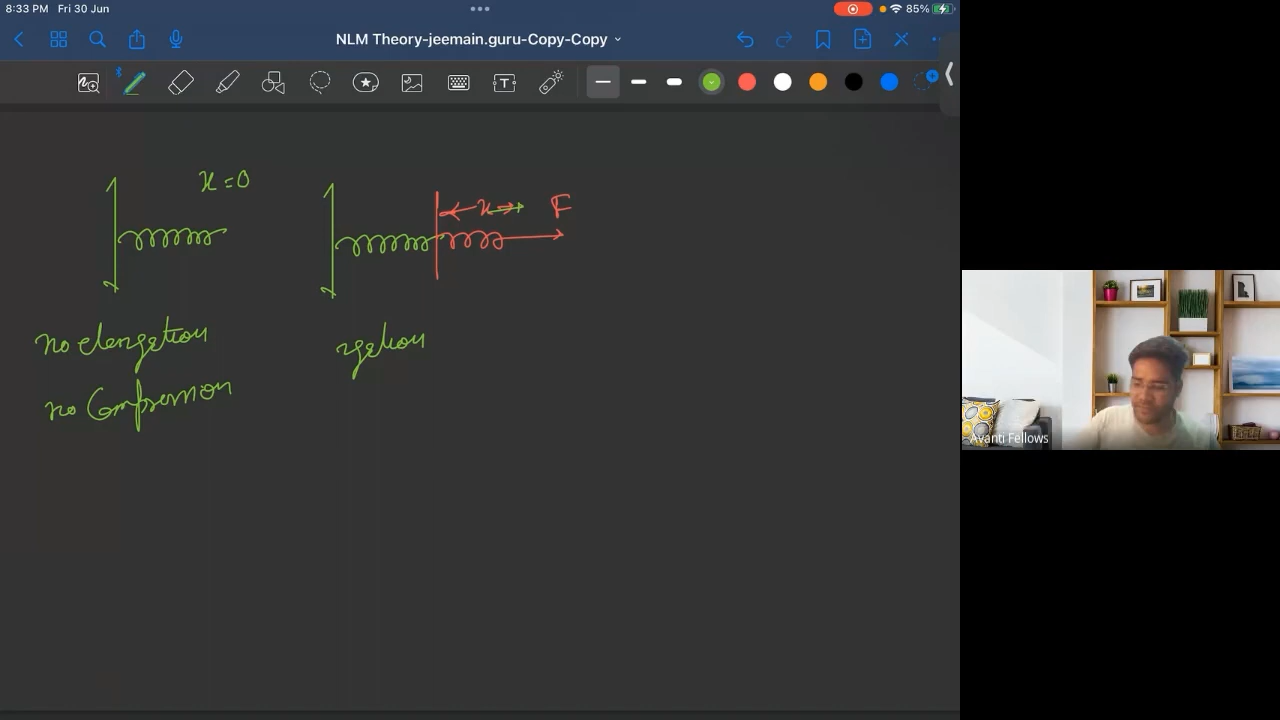 8:33 PM Fri 30 Jun
85%
NLM Theory-jeemain.guru-Copy-Copy
T
x=0
x F
no elongation
ngation
no Compression
Avanti Fellows